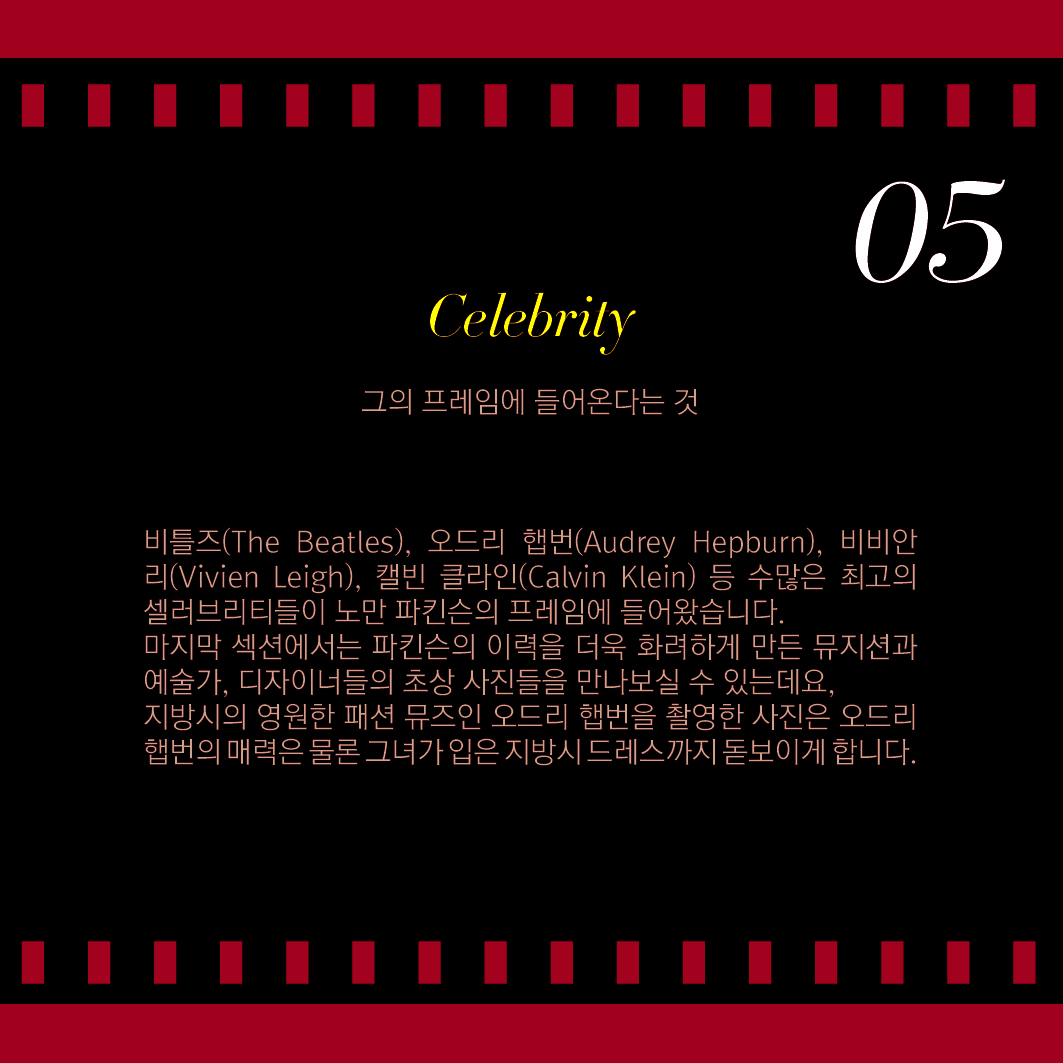 05
Celebrity
그의 프레임에 들어온다는 것
비틀즈(The Beatles), 오드리 햅번(Audrey Hepburn), 비비안
리(Vivien Leigh), 캘빈 클라인(Calvin Klein) 등 수많은 최고의
셀러브리티들이 노만 파킨슨의 프레임에 들어왔습니다.
마지막 섹션에서는 파킨슨의 이력을 더욱 화려하게 만든 뮤지션과
예술가, 디자이너들의 초상 사진들을 만나보실 수 있는데요,
지방시의 영원한 패션 뮤즈인 오드리 햅번을 촬영한 사진은 오드리
햅번의 매력은 물론 그녀가 입은 지방시 드레스까지 돋보이게 합니다.